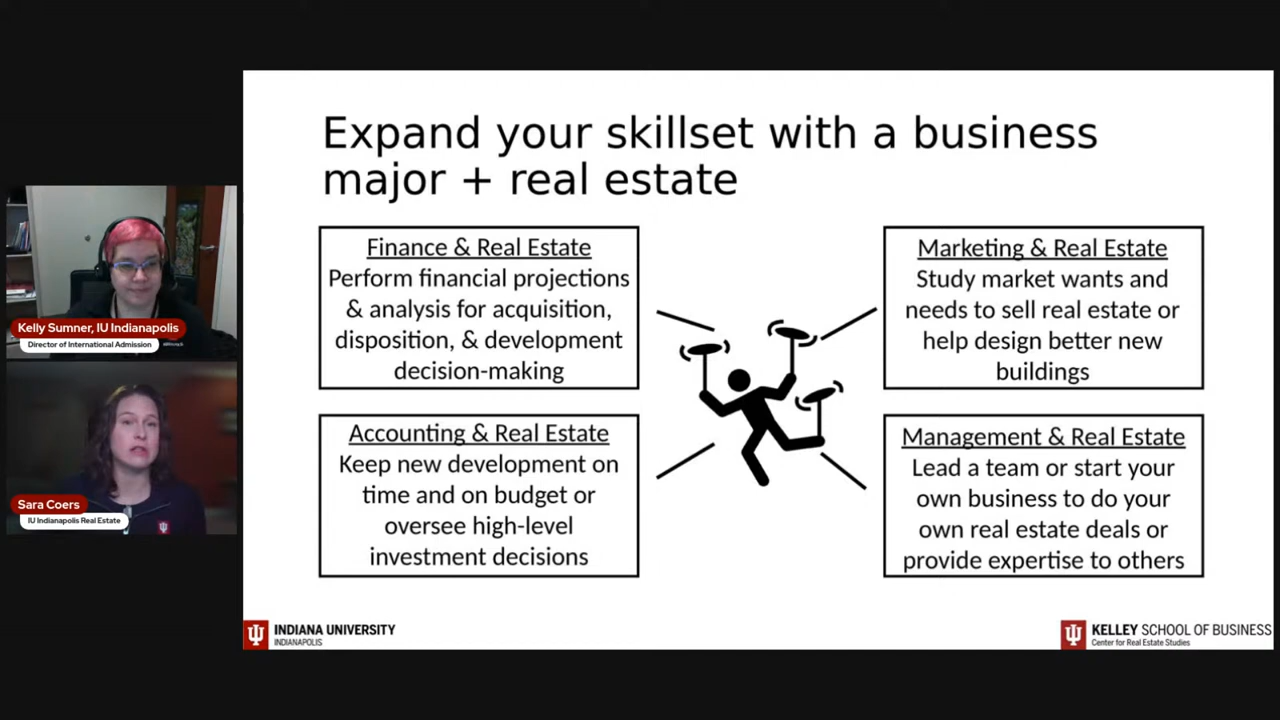 Expand your skillset with a business
major + real estate
Finance & Real Estate
Perform financial projections
& analysis for acquisition,
disposition, & development
decision-making
Marketing & Real Estate
Study market wants and
needs to sell real estate or
help design better new
buildings
Accounting & Real Estate
Keep new development on
time and on budget or
oversee high-level
investment decisions
Management & Real Estate
Lead a team or start your
own business to do your
own real estate deals or
provide expertise to others
Kelly Sumner, IU Indianapolis
Director of International Admission
Sara Coers
IU Indianapolis Real Estate
INDIANA UNIVERSITY
INDIANAPOLIS
KELLEY SCHOOL OF BUSINESS
Center for Real Estate Studies